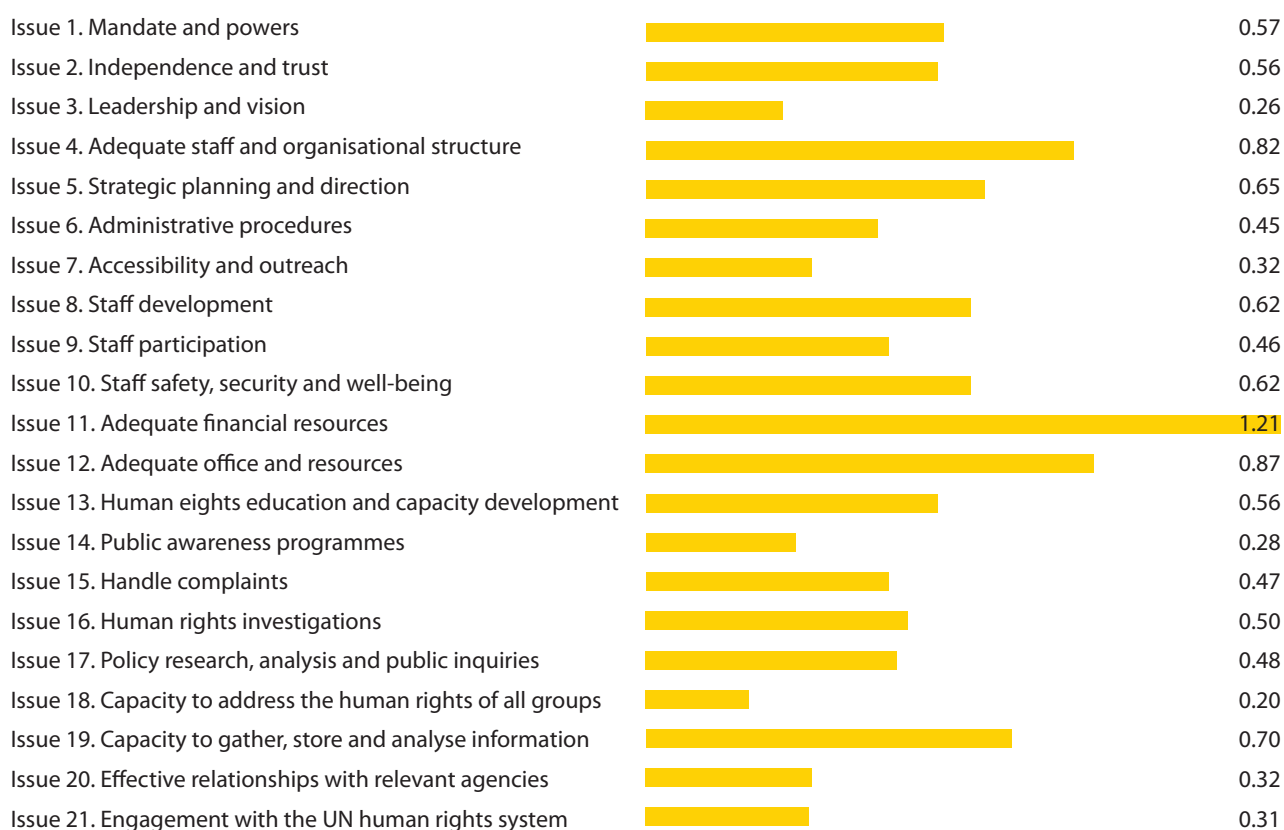 Issue 1. Mandate and powers 0.57
Issue 2. Independence and trust 0.56
Issue 3. Leadership and vision 0.26
Issue 4. Adequate staff and organisational structure 0.82
Issue 5. Strategic planning and direction 0.65
Issue 6. Administrative procedures 0.45
Issue 7. Accessibility and outreach 0.32
Issue 8. Staff development 0.62
Issue 9. Staff participation 0.46
Issue 10. Staff safety, security and well-being 0.62
Issue 11. Adequate financial resources 1.21
Issue 12. Adequate office and resources 0.87
Issue 13. Human eights education and capacity development 0.56
Issue 14. Public awareness programmes 0.28
Issue 15. Handle complaints 0.47
Issue 16. Human rights investigations 0.50
Issue 17. Policy research, analysis and public inquiries 0.48
Issue 18. Capacity to address the human rights of all groups 0.20
Issue 19. Capacity to gather, store and analyse information 0.70
Issue 20. Effective relationships with relevant agencies 0.32
Issue 21. Engagement with the UN human rights system 0.31